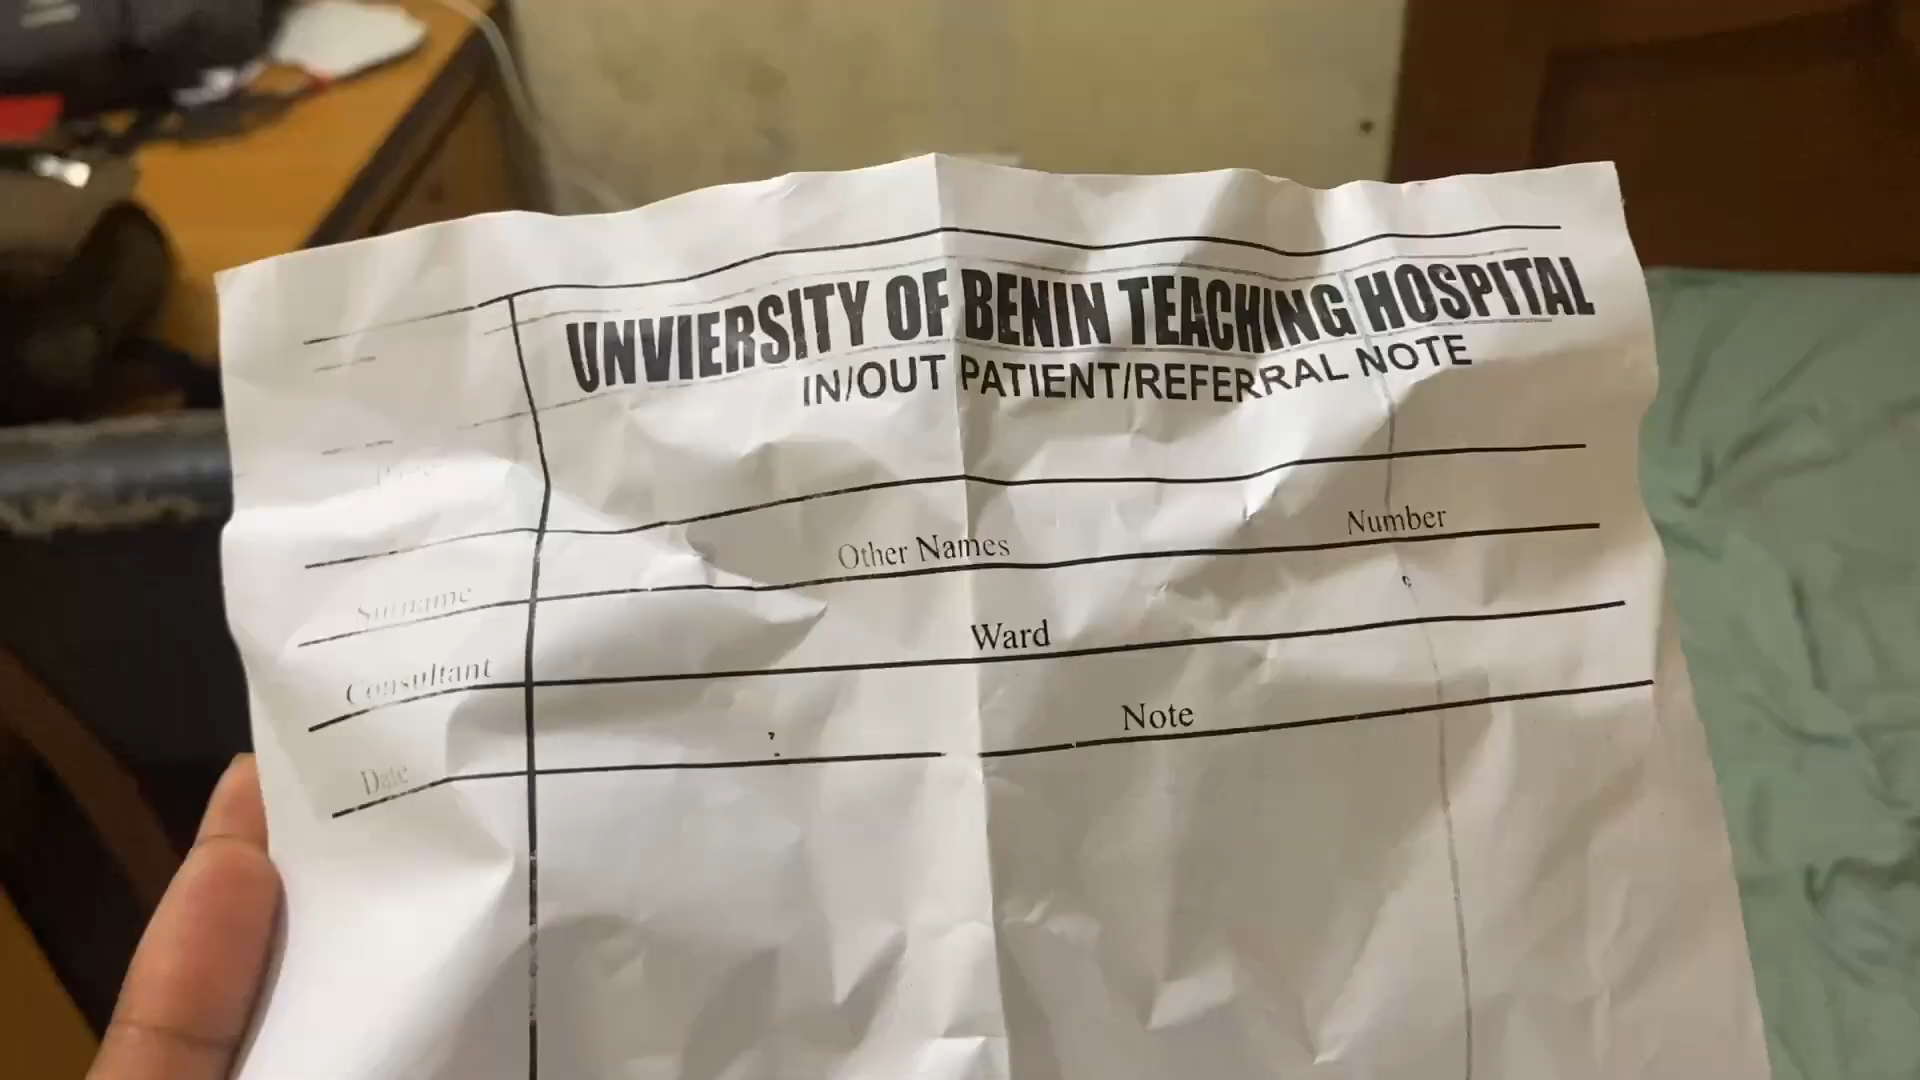 UNVIERSITY OF BENIN TEACHING HOSPITAL
IN/OUT PATIENT/REFERRAL NOTE
Surname Other Names Number
Consultant Ward
Date Note